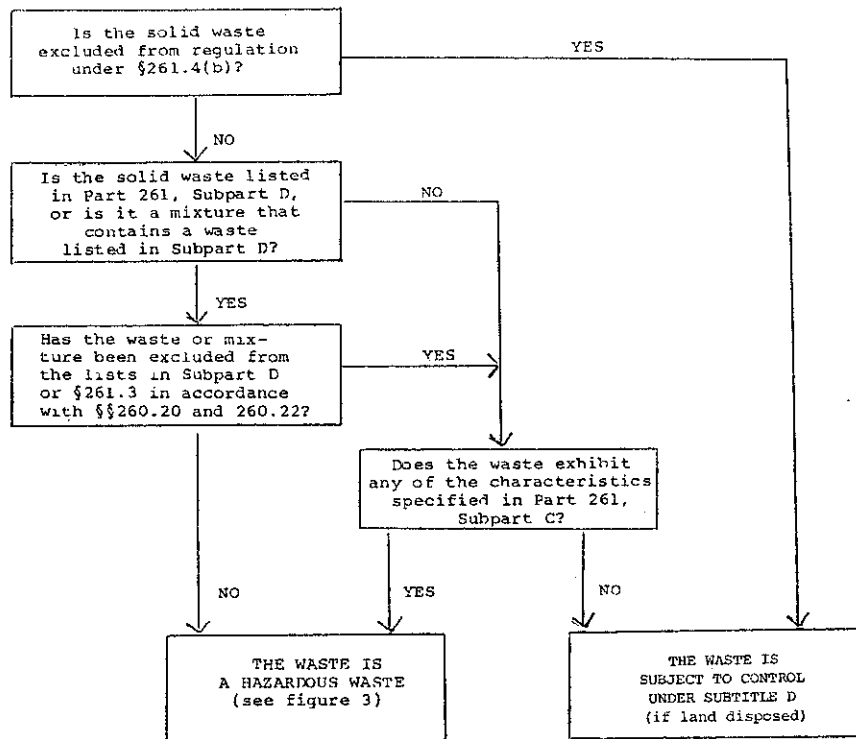 Is the solid waste
excluded from regulation
under §261.4(b)?
YES
NO
Is the solid waste listed
in Part 261, Subpart D,
or is it a mixture that
contains a waste
listed in Subpart D?
NO
YES
Has the waste or mix-
ture been excluded from
the lists in Subpart D
or §261.3 in accordance
with §§260.20 and 260.22?
YES
Does the waste exhibit
any of the characteristics
specified in Part 261,
Subpart C?
NO
YES
NO
THE WASTE IS
A HAZARDOUS WASTE
(see figure 3)
THE WASTE IS
SUBJECT TO CONTROL
UNDER SUBTITLE D
(if land disposed)